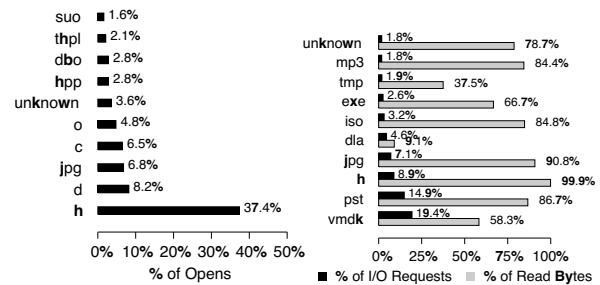 suo 1.6%
thpl 2.1%
dbo 2.8%
hpp 2.8%
unknown 3.6%
o 4.8%
c 6.5%
jpg 6.8%
d 8.2%
h 37.4%
0% 10% 20% 30% 40% 50%
% of Opens
unknown 1.8% 78.7%
mp3 1.8% 84.4%
tmp 1.9% 37.5%
exe 2.6% 66.7%
iso 3.2% 84.8%
dla 4.6% 9.1%
jpg 7.1% 90.8%
h 8.9% 99.9%
pst 14.9% 86.7%
vmdk 19.4% 58.3%
0% 25% 50% 75% 100%
% of I/O Requests % of Read Bytes